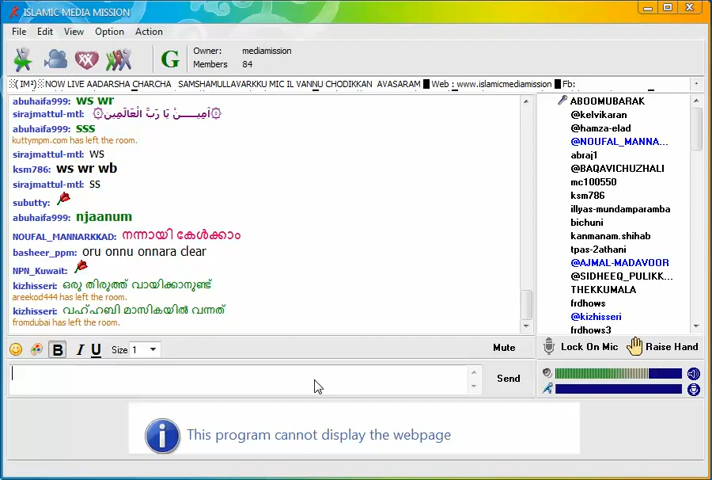 ISLAMIC MEDIA MISSION
File Edit View Option Action
G Owner: mediamission
Members 84
( IM²) NOW LIVE AADARSHA CHARCHA SAMSHAMULLAVARKKU MIC IL VANNU CHODIKKAN AVASARAM █ Web : www.islamicmediamission █ Fb:
abuhaifa999: ws wr
sirajmattul-mtl: ۞اٰمِيــــنْ يَا رَبَّ الْعَالَمِيْن۞
abuhaifa999: sss
kuttympm.com has left the room.
sirajmattul-mtl: WS
ksm786: ws wr wb
sirajmattul-mtl: SS
subutty:
abuhaifa999: njaanum
NOUFAL_MANNARKKAD: നന്നായി കേൾക്കാം
basheer_ppm: oru onnu onnara clear
NPN_Kuwait:
kizhisseri: ഒരു തിരുത്ത് വായിക്കാനുണ്ട്
areekod444 has left the room.
kizhisseri: വഹ്ഹബി മാസികയിൽ വന്നത്
fromdubai has left the room.
ABOOMUBARAK
@kelvikaran
@hamza-elad
@NOUFAL_MANNA...
abraj1
@BAQAVICHUZHALI
mc100550
ksm786
illyas-mundamparamba
bichuni
kanmanam.shihab
tpas-2athani
@AJMAL-MADAVOOR
@SIDHEEQ_PULIKK...
THEKKUMALA
frdhows
@kizhisseri
frdhows3
B I U Size 1 Mute
Lock On Mic Raise Hand
Send
This program cannot display the webpage